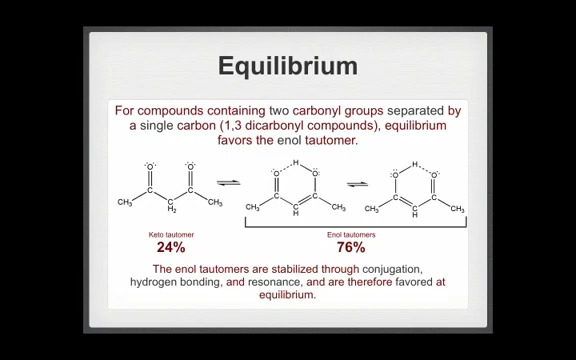 Equilibrium
For compounds containing two carbonyl groups separated by
a single carbon (1,3 dicarbonyl compounds), equilibrium
favors the enol tautomer.
O O
C C
CH₃ C CH₃
H₂
H
O O
C C
CH₃ C CH₃
H
H
O O
C C
CH₃ C CH₃
H
Keto tautomer
24%
Enol tautomers
76%
The enol tautomers are stabilized through conjugation,
hydrogen bonding, and resonance, and are therefore favored at
equilibrium.